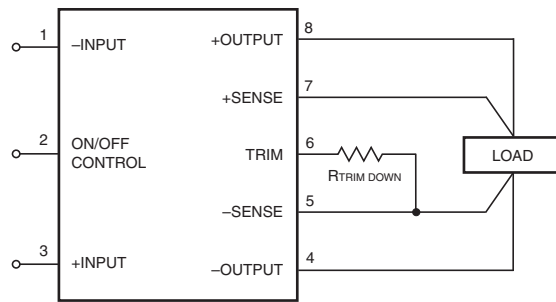 1 –INPUT
+OUTPUT 8
+SENSE 7
2 ON/OFF
CONTROL
TRIM 6
RTRIM DOWN
LOAD
–SENSE 5
3 +INPUT
–OUTPUT 4